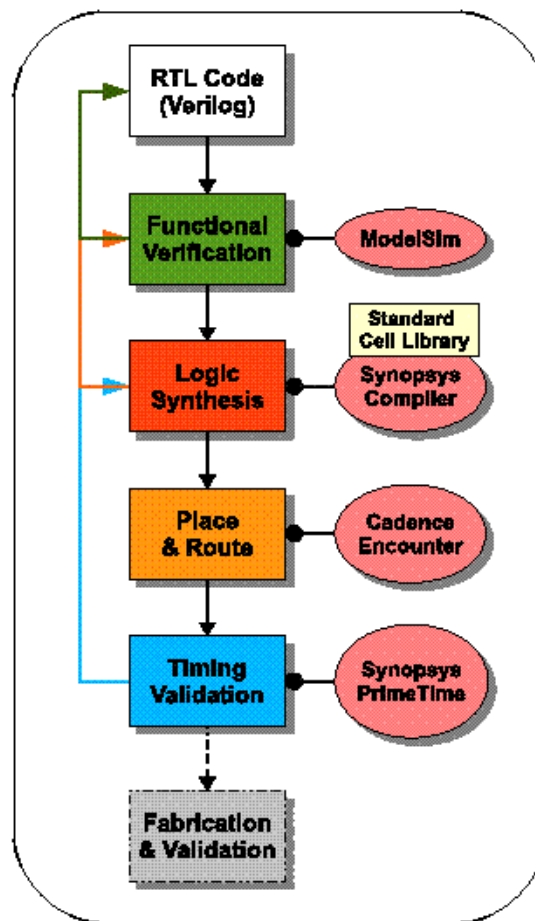 RTL Code
(Verilog)
Functional
Verification
ModelSim
Standard
Cell Library
Logic
Synthesis
Synopsys
Compiler
Place
& Route
Cadence
Encounter
Timing
Validation
Synopsys
PrimeTime
Fabrication
& Validation